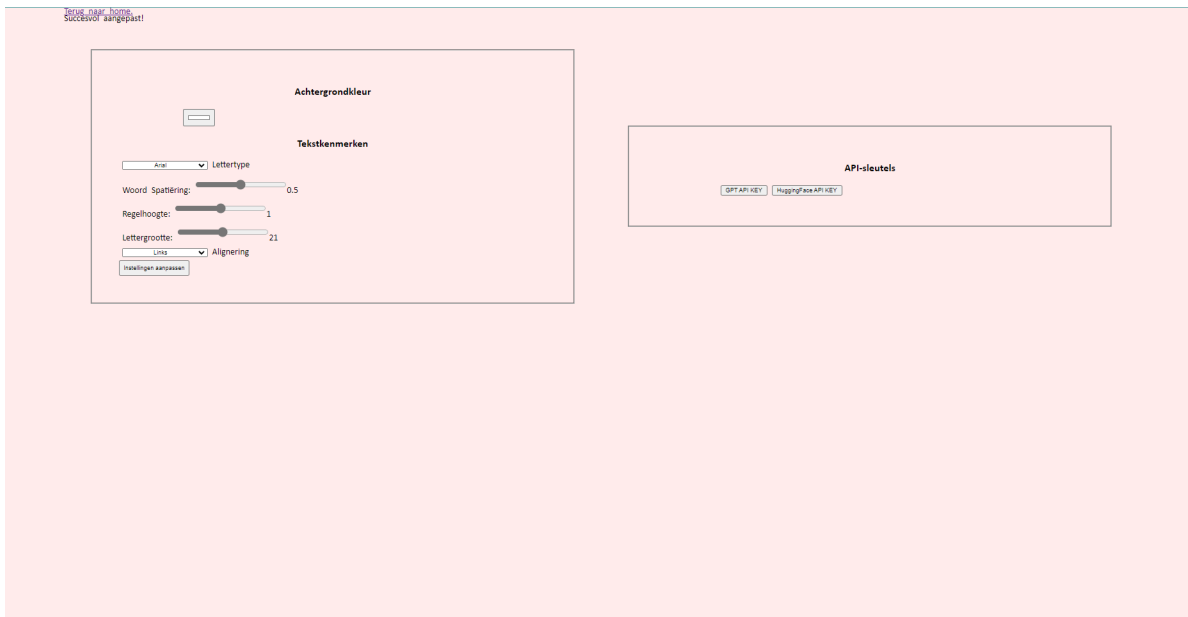 Terug naar home.
Succesvol aangepast!
Achtergrondkleur
Tekstkenmerken
Arial Lettertype
Woord Spatiëring: 0.5
Regelhoogte: 1
Lettergrootte: 21
Links Alignering
Instellingen aanpassen
API-sleutels
GPT API KEY HuggingFace API KEY